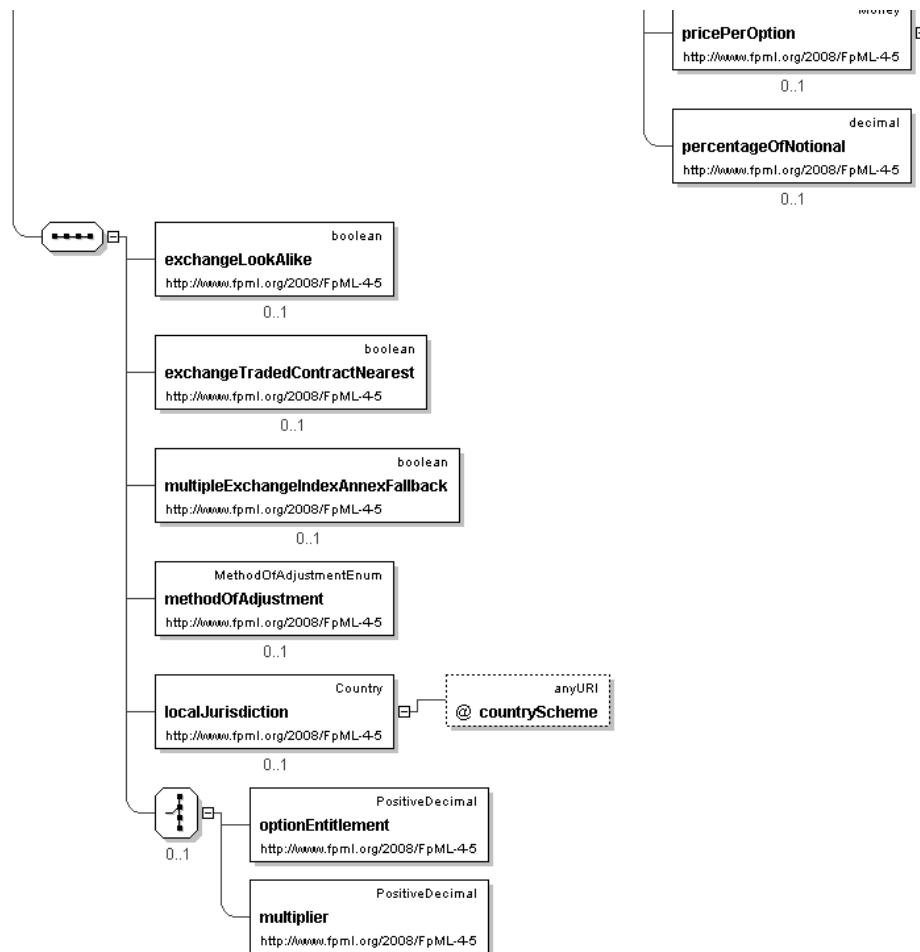 Money
pricePerOption
http://www.fpml.org/2008/FpML-4-5
0..1
decimal
percentageOfNotional
http://www.fpml.org/2008/FpML-4-5
0..1
boolean
exchangeLookAlike
http://www.fpml.org/2008/FpML-4-5
0..1
boolean
exchangeTradedContractNearest
http://www.fpml.org/2008/FpML-4-5
0..1
boolean
multipleExchangeIndexAnnexFallback
http://www.fpml.org/2008/FpML-4-5
0..1
MethodOfAdjustmentEnum
methodOfAdjustment
http://www.fpml.org/2008/FpML-4-5
0..1
Country
localJurisdiction
http://www.fpml.org/2008/FpML-4-5
0..1
anyURI
@ countryScheme
0..1
PositiveDecimal
optionEntitlement
http://www.fpml.org/2008/FpML-4-5
PositiveDecimal
multiplier
http://www.fpml.org/2008/FpML-4-5